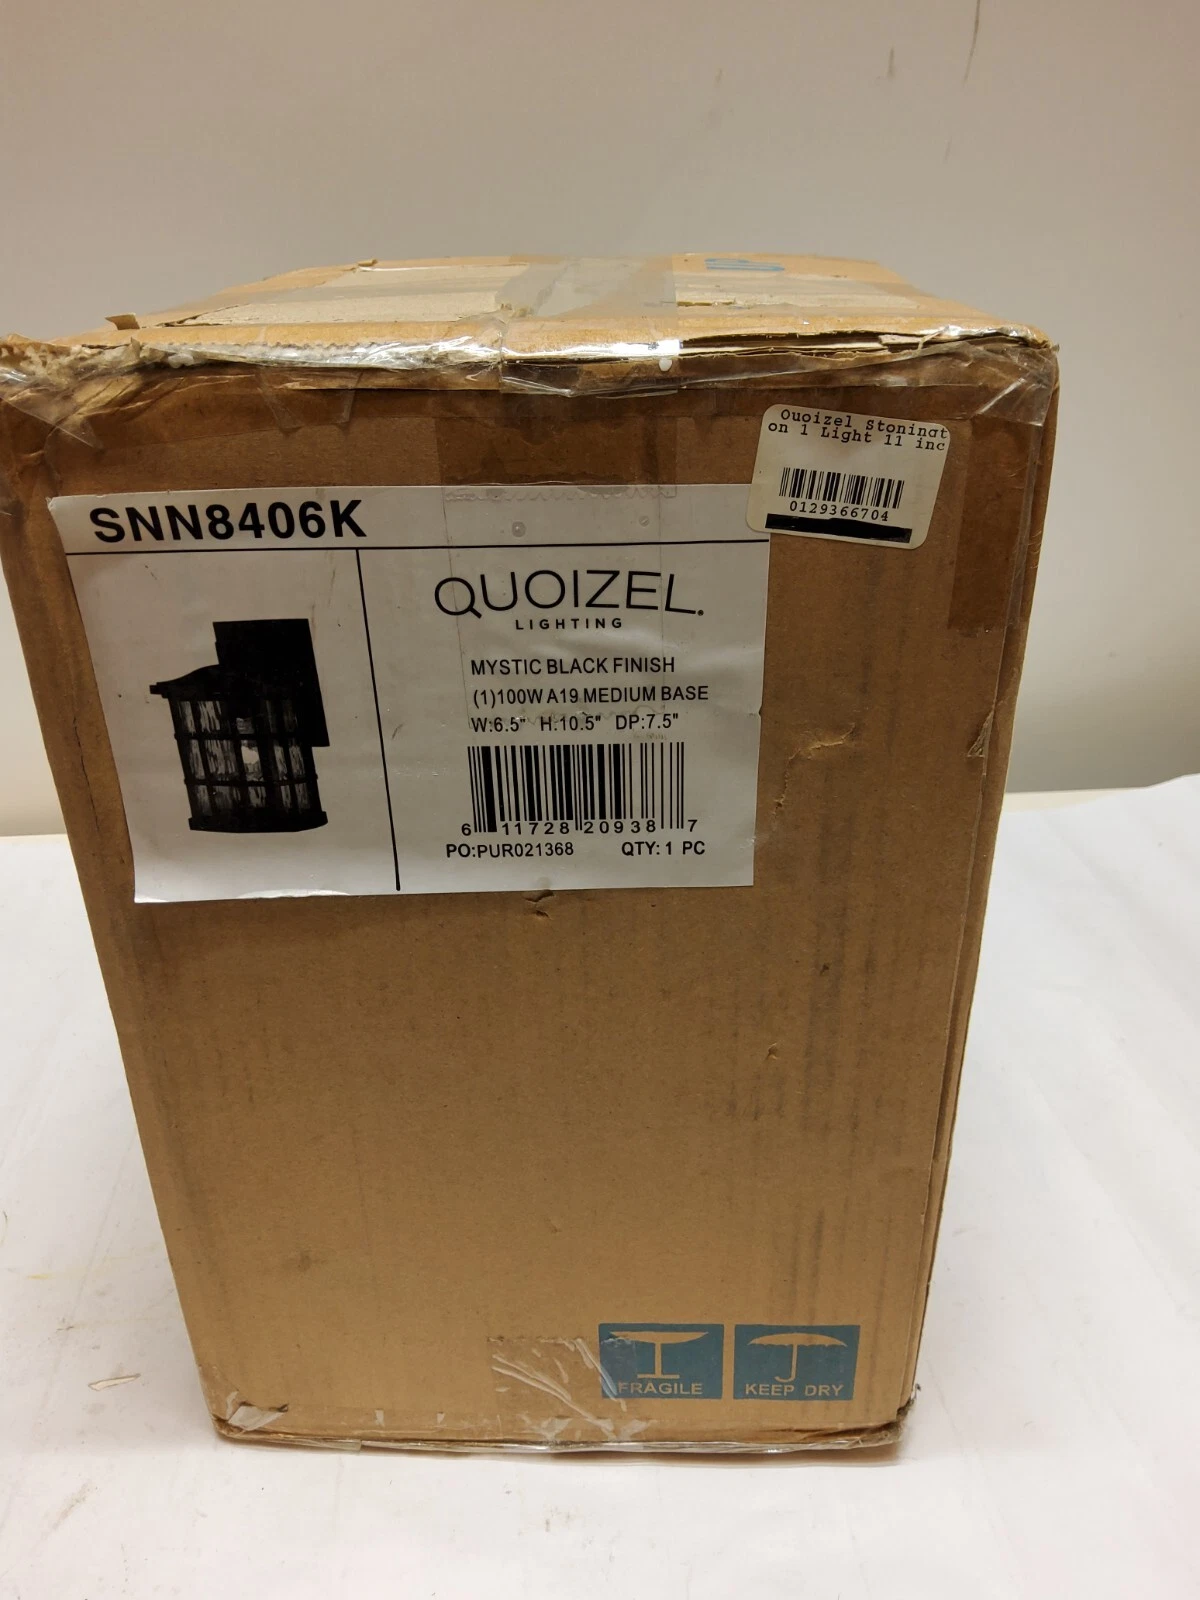 UP
Quoizel Stoningt
on 1 Light 11 inc
0129366704
SNN8406K
QUOIZEL.
LIGHTING
MYSTIC BLACK FINISH
(1)100W A19 MEDIUM BASE
W:6.5" H:10.5" DP:7.5"
6 11728 20938 7
PO:PUR021368 QTY: 1 PC
FRAGILE
KEEP DRY